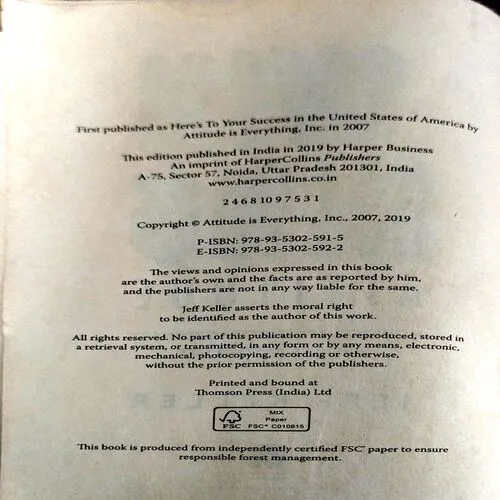 First published as Here's To Your Success in the United States of America by
Attitude is Everything, Inc. in 2007
This edition published in India in 2019 by Harper Business
An imprint of HarperCollins Publishers
A-75, Sector 57, Noida, Uttar Pradesh 201301, India
www.harpercollins.co.in
2 4 6 8 10 9 7 5 3 1
Copyright © Attitude is Everything, Inc., 2007, 2019
P-ISBN: 978-93-5302-591-5
E-ISBN: 978-93-5302-592-2
The views and opinions expressed in this book
are the author's own and the facts are as reported by him,
and the publishers are not in any way liable for the same.
Jeff Keller asserts the moral right
to be identified as the author of this work.
All rights reserved. No part of this publication may be reproduced, stored in
a retrieval system, or transmitted, in any form or by any means, electronic,
mechanical, photocopying, recording or otherwise,
without the prior permission of the publishers.
Printed and bound at
Thomson Press (India) Ltd
MIX
Paper
FSC FSC® C010615
This book is produced from independently certified FSC® paper to ensure
responsible forest management.